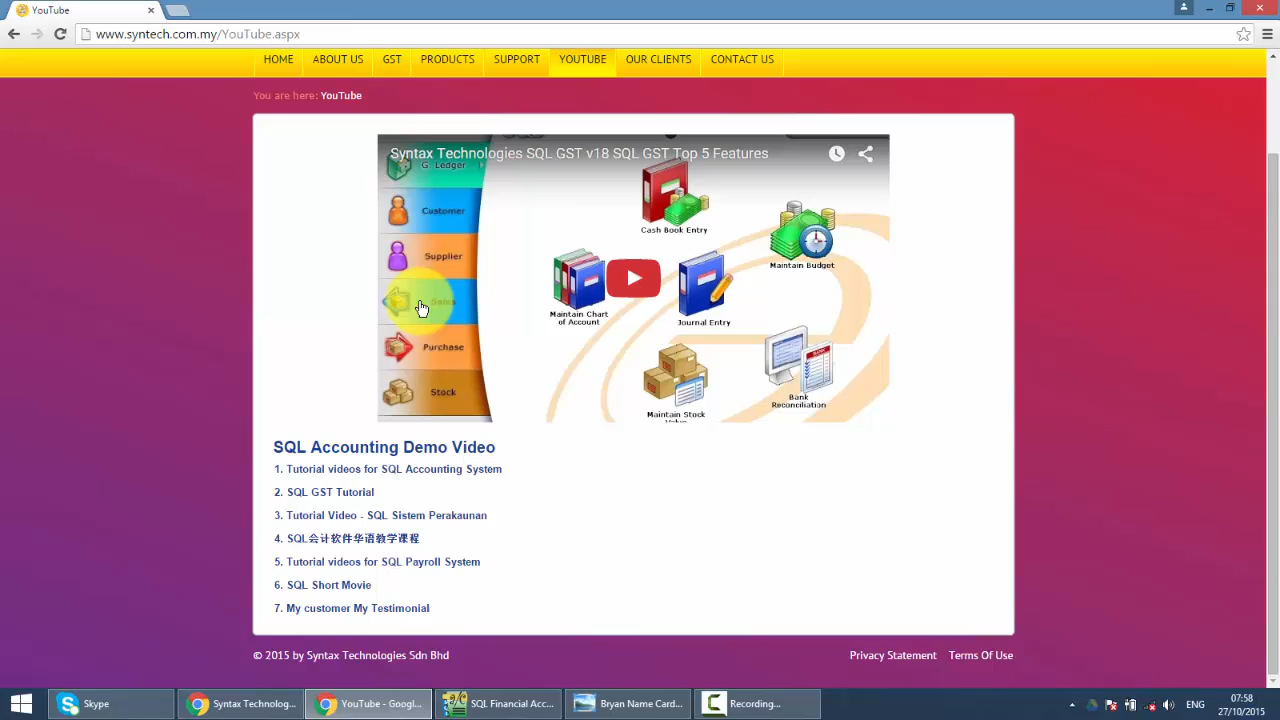 YouTube
www.syntech.com.my/YouTube.aspx
HOME ABOUT US GST PRODUCTS SUPPORT YOUTUBE OUR CLIENTS CONTACT US
You are here: YouTube
Syntax Technologies SQL GST v18 SQL GST Top 5 Features
G. Ledger
Customer
Supplier
Sales
Purchase
Stock
Cash Book Entry
Maintain Budget
Maintain Chart
of Account
Journal Entry
Bank
Reconciliation
Maintain Stock
Value
SQL Accounting Demo Video
1. Tutorial videos for SQL Accounting System
2. SQL GST Tutorial
3. Tutorial Video - SQL Sistem Perakaunan
4. SQL会计软件华语教学课程
5. Tutorial videos for SQL Payroll System
6. SQL Short Movie
7. My customer My Testimonial
© 2015 by Syntax Technologies Sdn Bhd
Privacy Statement Terms Of Use
Skype
Syntax Technolog...
YouTube - Googl...
SQL Financial Acc...
Bryan Name Card...
Recording...
ENG
07:58
27/10/2015